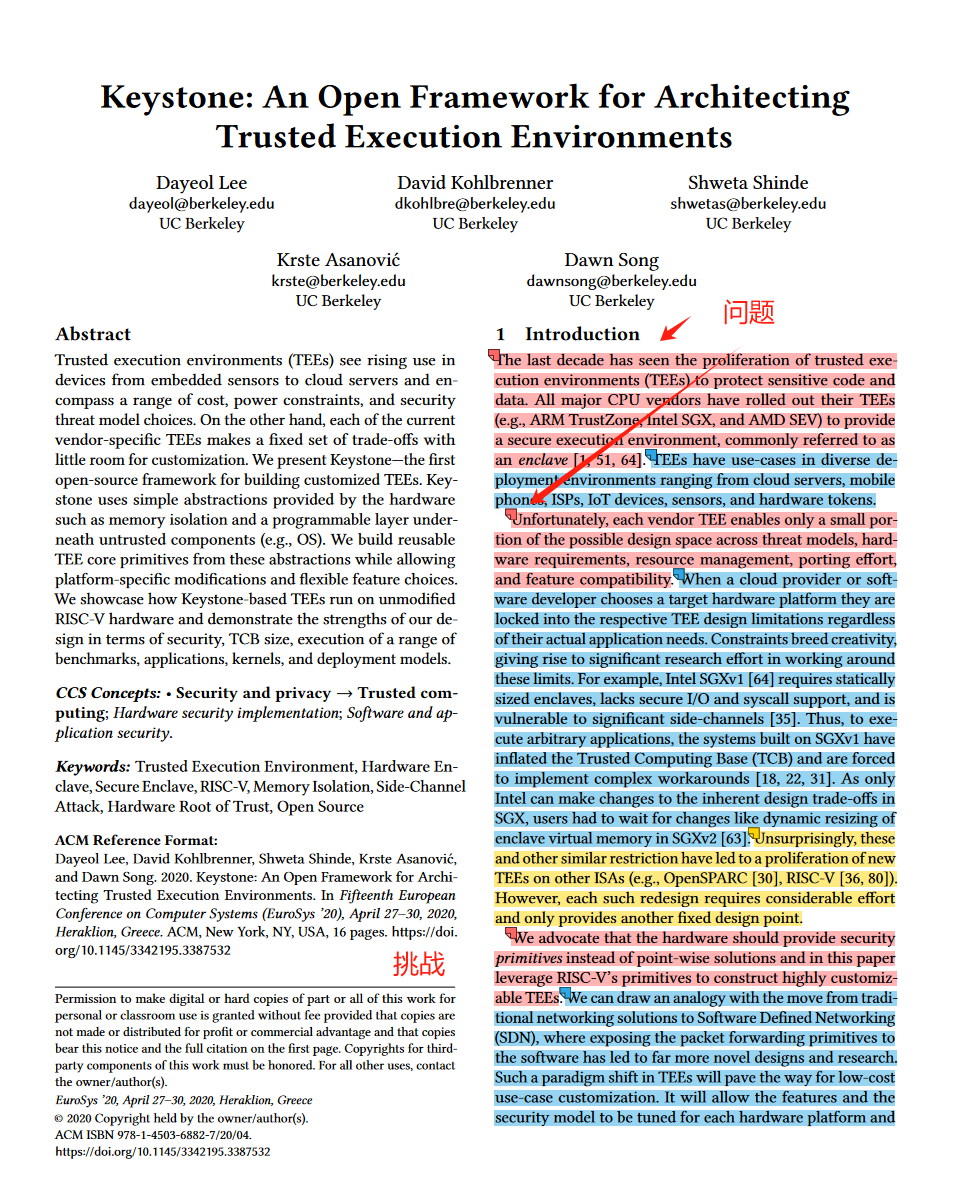 Keystone: An Open Framework for Architecting
Trusted Execution Environments
Dayeol Lee
dayeol@berkeley.edu
UC Berkeley
David Kohlbrenner
dkohlbre@berkeley.edu
UC Berkeley
Shweta Shinde
shwetas@berkeley.edu
UC Berkeley
Krste Asanović
krste@berkeley.edu
UC Berkeley
Dawn Song
dawnsong@berkeley.edu
UC Berkeley
Abstract
Trusted execution environments (TEEs) see rising use in
devices from embedded sensors to cloud servers and en-
compass a range of cost, power constraints, and security
threat model choices. On the other hand, each of the current
vendor-specific TEEs makes a fixed set of trade-offs with
little room for customization. We present Keystone—the first
open-source framework for building customized TEEs. Key-
stone uses simple abstractions provided by the hardware
such as memory isolation and a programmable layer under-
neath untrusted components (e.g., OS). We build reusable
TEE core primitives from these abstractions while allowing
platform-specific modifications and flexible feature choices.
We showcase how Keystone-based TEEs run on unmodified
RISC-V hardware and demonstrate the strengths of our de-
sign in terms of security, TCB size, execution of a range of
benchmarks, applications, kernels, and deployment models.
CCS Concepts: • Security and privacy → Trusted com-
puting; Hardware security implementation; Software and ap-
plication security.
Keywords: Trusted Execution Environment, Hardware En-
clave, Secure Enclave, RISC-V, Memory Isolation, Side-Channel
Attack, Hardware Root of Trust, Open Source
ACM Reference Format:
Dayeol Lee, David Kohlbrenner, Shweta Shinde, Krste Asanović,
and Dawn Song. 2020. Keystone: An Open Framework for Archi-
tecting Trusted Execution Environments. In Fifteenth European
Conference on Computer Systems (EuroSys ’20), April 27–30, 2020,
Heraklion, Greece. ACM, New York, NY, USA, 16 pages. https://doi.
org/10.1145/3342195.3387532
挑战
Permission to make digital or hard copies of part or all of this work for
personal or classroom use is granted without fee provided that copies are
not made or distributed for profit or commercial advantage and that copies
bear this notice and the full citation on the first page. Copyrights for third-
party components of this work must be honored. For all other uses, contact
the owner/author(s).
EuroSys ’20, April 27–30, 2020, Heraklion, Greece
© 2020 Copyright held by the owner/author(s).
ACM ISBN 978-1-4503-6882-7/20/04.
https://doi.org/10.1145/3342195.3387532
问题
1 Introduction
The last decade has seen the proliferation of trusted exe-
cution environments (TEEs) to protect sensitive code and
data. All major CPU vendors have rolled out their TEEs
(e.g., ARM TrustZone, Intel SGX, and AMD SEV) to provide
a secure execution environment, commonly referred to as
an enclave [1, 51, 64]. TEEs have use-cases in diverse de-
ployment environments ranging from cloud servers, mobile
phones, ISPs, IoT devices, sensors, and hardware tokens.
Unfortunately, each vendor TEE enables only a small por-
tion of the possible design space across threat models, hard-
ware requirements, resource management, porting effort,
and feature compatibility. When a cloud provider or soft-
ware developer chooses a target hardware platform they are
locked into the respective TEE design limitations regardless
of their actual application needs. Constraints breed creativity,
giving rise to significant research effort in working around
these limits. For example, Intel SGXv1 [64] requires statically
sized enclaves, lacks secure I/O and syscall support, and is
vulnerable to significant side-channels [35]. Thus, to exe-
cute arbitrary applications, the systems built on SGXv1 have
inflated the Trusted Computing Base (TCB) and are forced
to implement complex workarounds [18, 22, 31]. As only
Intel can make changes to the inherent design trade-offs in
SGX, users had to wait for changes like dynamic resizing of
enclave virtual memory in SGXv2 [63]. Unsurprisingly, these
and other similar restriction have led to a proliferation of new
TEEs on other ISAs (e.g., OpenSPARC [30], RISC-V [36, 80]).
However, each such redesign requires considerable effort
and only provides another fixed design point.
We advocate that the hardware should provide security
primitives instead of point-wise solutions and in this paper
leverage RISC-V’s primitives to construct highly customiz-
able TEEs. We can draw an analogy with the move from tradi-
tional networking solutions to Software Defined Networking
(SDN), where exposing the packet forwarding primitives to
the software has led to far more novel designs and research.
Such a paradigm shift in TEEs will pave the way for low-cost
use-case customization. It will allow the features and the
security model to be tuned for each hardware platform and